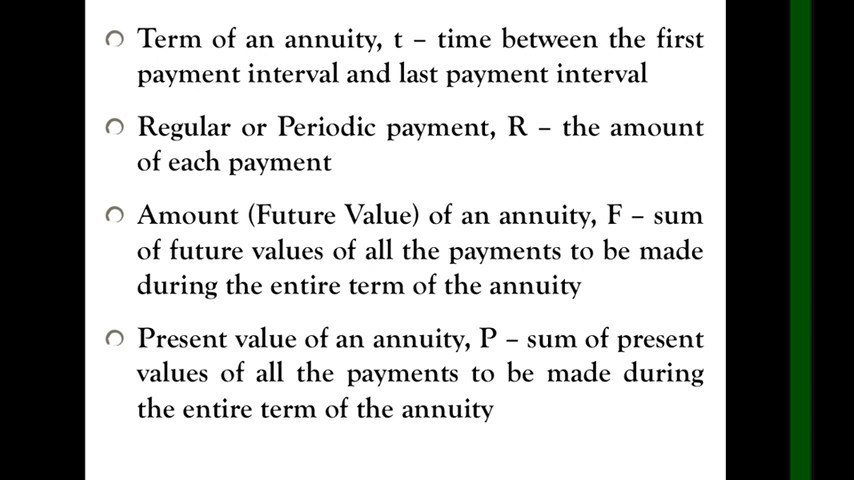 Term of an annuity, t – time between the first
payment interval and last payment interval
Regular or Periodic payment, R – the amount
of each payment
Amount (Future Value) of an annuity, F – sum
of future values of all the payments to be made
during the entire term of the annuity
Present value of an annuity, P – sum of present
values of all the payments to be made during
the entire term of the annuity